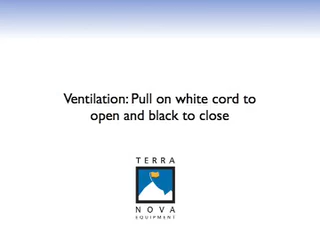 Ventilation: Pull on white cord to
open and black to close
TERRA
NOVA
EQUIPMENT